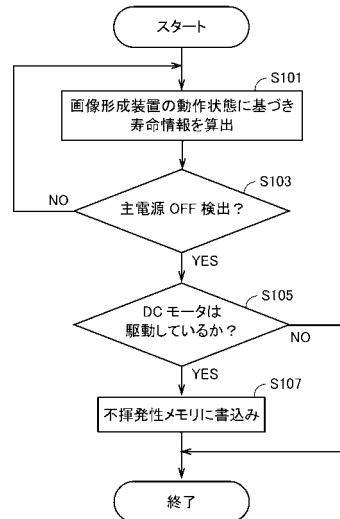 スタート
S101
画像形成装置の動作状態に基づき
寿命情報を算出
S103
NO
主電源 OFF 検出？
YES
S105
DC モータは
駆動しているか？
NO
YES
S107
不揮発性メモリに書込み
終了